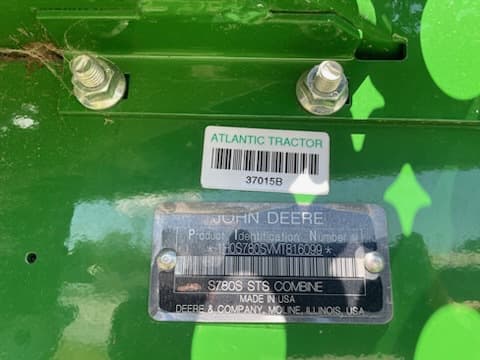 ATLANTIC TRACTOR
37015B
JOHN DEERE
Product Identification Number
*1H0S780SVMT816099*
S780S STS COMBINE
MADE IN USA
DEERE & COMPANY, MOLINE, ILLINOIS, USA